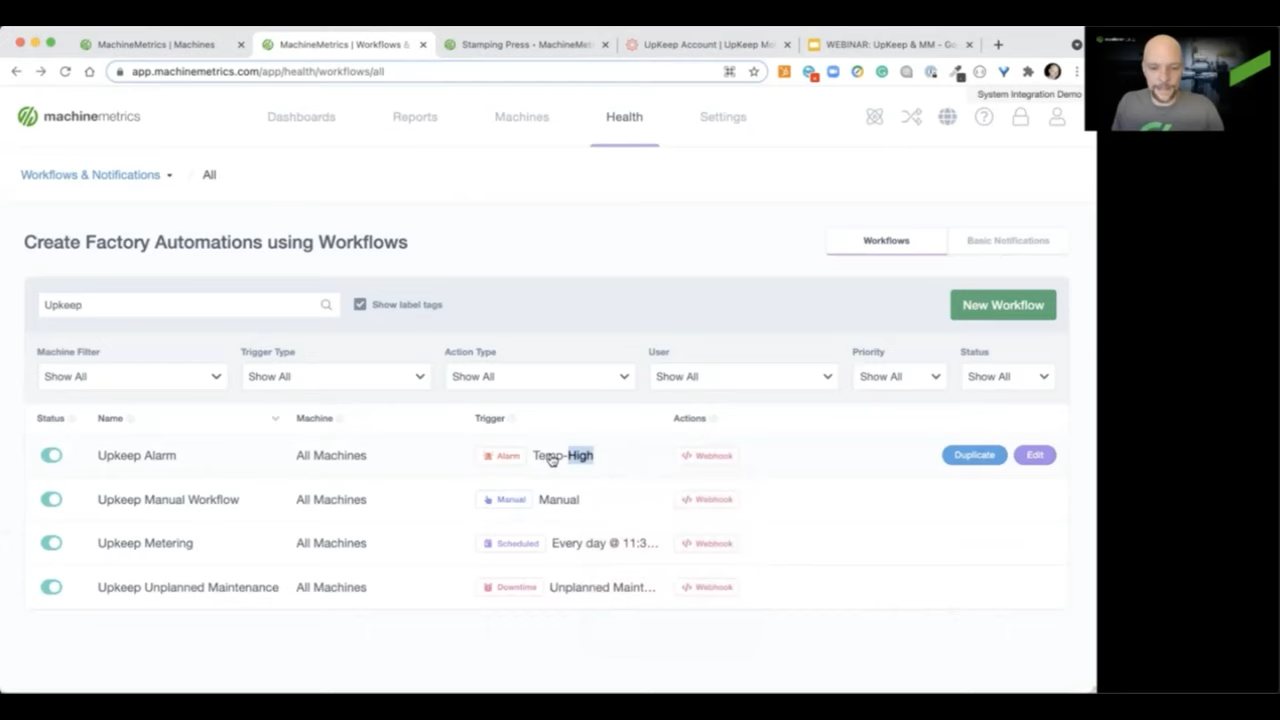 MachineMetrics | Machines
MachineMetrics | Workflows &
Stamping Press - MachineMet
UpKeep Account | UpKeep Mo
WEBINAR: UpKeep & MM - Go
app.machinemetrics.com/app/health/workflows/all
System Integration Demo
machinemetrics
Dashboards
Reports
Machines
Health
Settings
Workflows & Notifications
/ All
Create Factory Automations using Workflows
Workflows
Basic Notifications
Upkeep
Show label tags
New Workflow
Machine Filter
Trigger Type
Action Type
User
Priority
Status
Show All
Show All
Show All
Show All
Show All
Show All
Status
Name
Machine
Trigger
Actions
Upkeep Alarm
All Machines
Alarm
Temp-High
Webhook
Duplicate
Edit
Upkeep Manual Workflow
All Machines
Manual
Manual
Webhook
Upkeep Metering
All Machines
Scheduled
Every day @ 11:3...
Webhook
Upkeep Unplanned Maintenance
All Machines
Downtime
Unplanned Maint...
Webhook